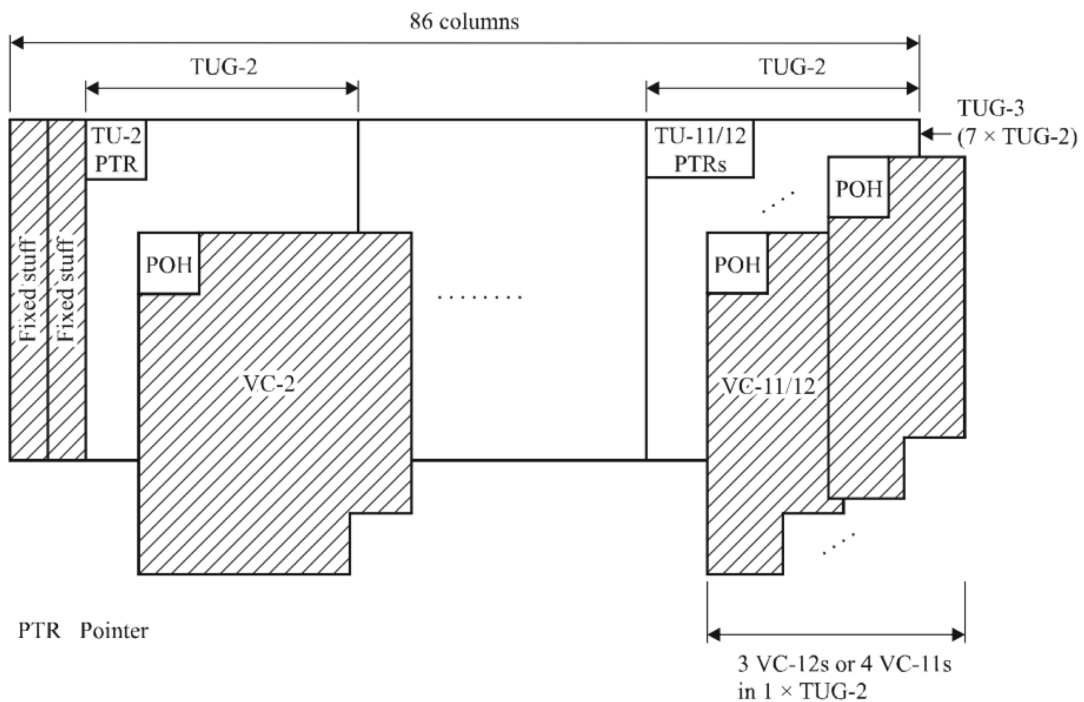 86 columns
TUG-2
TUG-2
TUG-3
(7 × TUG-2)
TU-2
PTR
TU-11/12
PTRs
POH
POH
POH
Fixed stuff
Fixed stuff
VC-2
VC-11/12
PTR Pointer
3 VC-12s or 4 VC-11s
in 1 × TUG-2